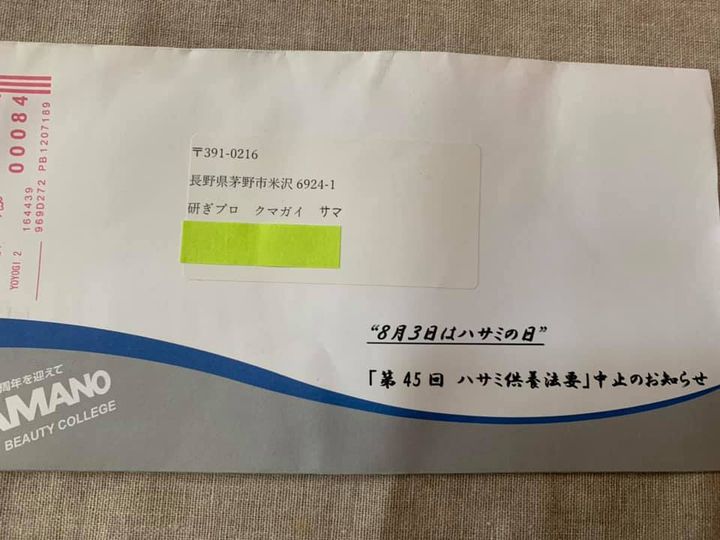 00084
164439
969D272 PB1207189
YOYOGI 2
〒391-0216
長野県茅野市米沢 6924-1
研ぎプロ クマガイ サマ
“8月3日はハサミの日”
「第45回 ハサミ供養法要」中止のお知らせ
周年を迎えて
AMANO
BEAUTY COLLEGE